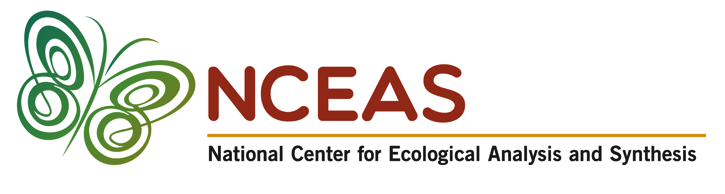 NCEAS
National Center for Ecological Analysis and Synthesis